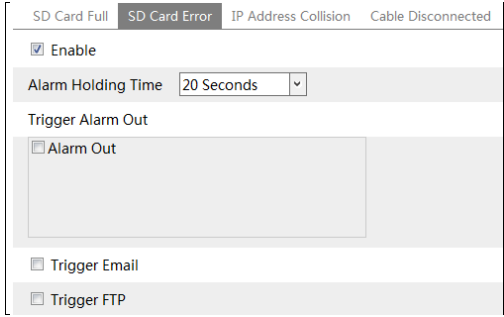 SD Card Full SD Card Error IP Address Collision Cable Disconnected
Enable
Alarm Holding Time 20 Seconds
Trigger Alarm Out
Alarm Out
Trigger Email
Trigger FTP